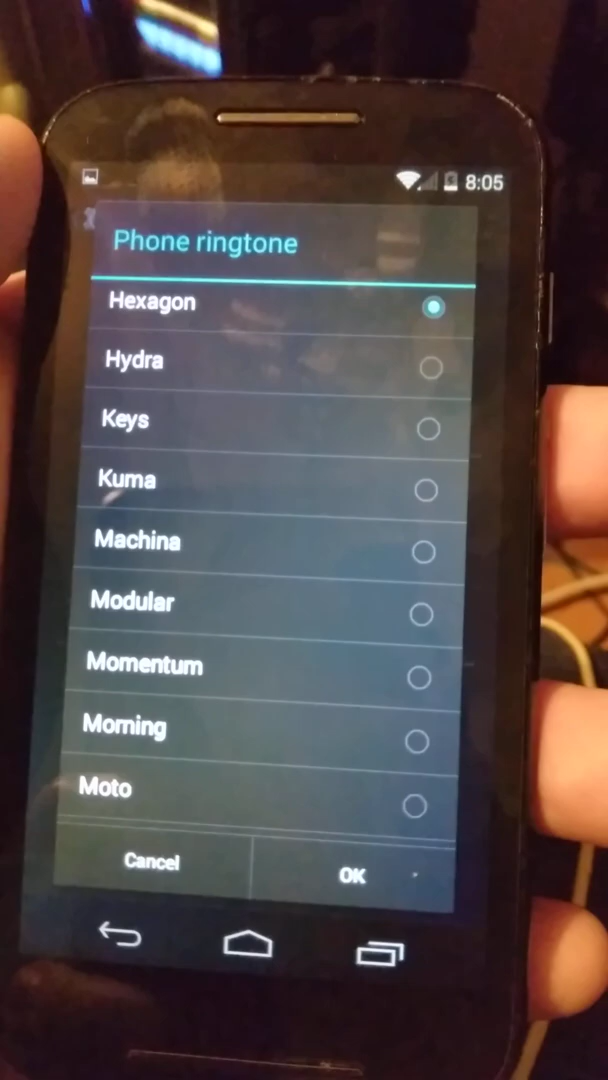 8:05
Phone ringtone
Hexagon
Hydra
Keys
Kuma
Machina
Modular
Momentum
Morning
Moto
Cancel
OK